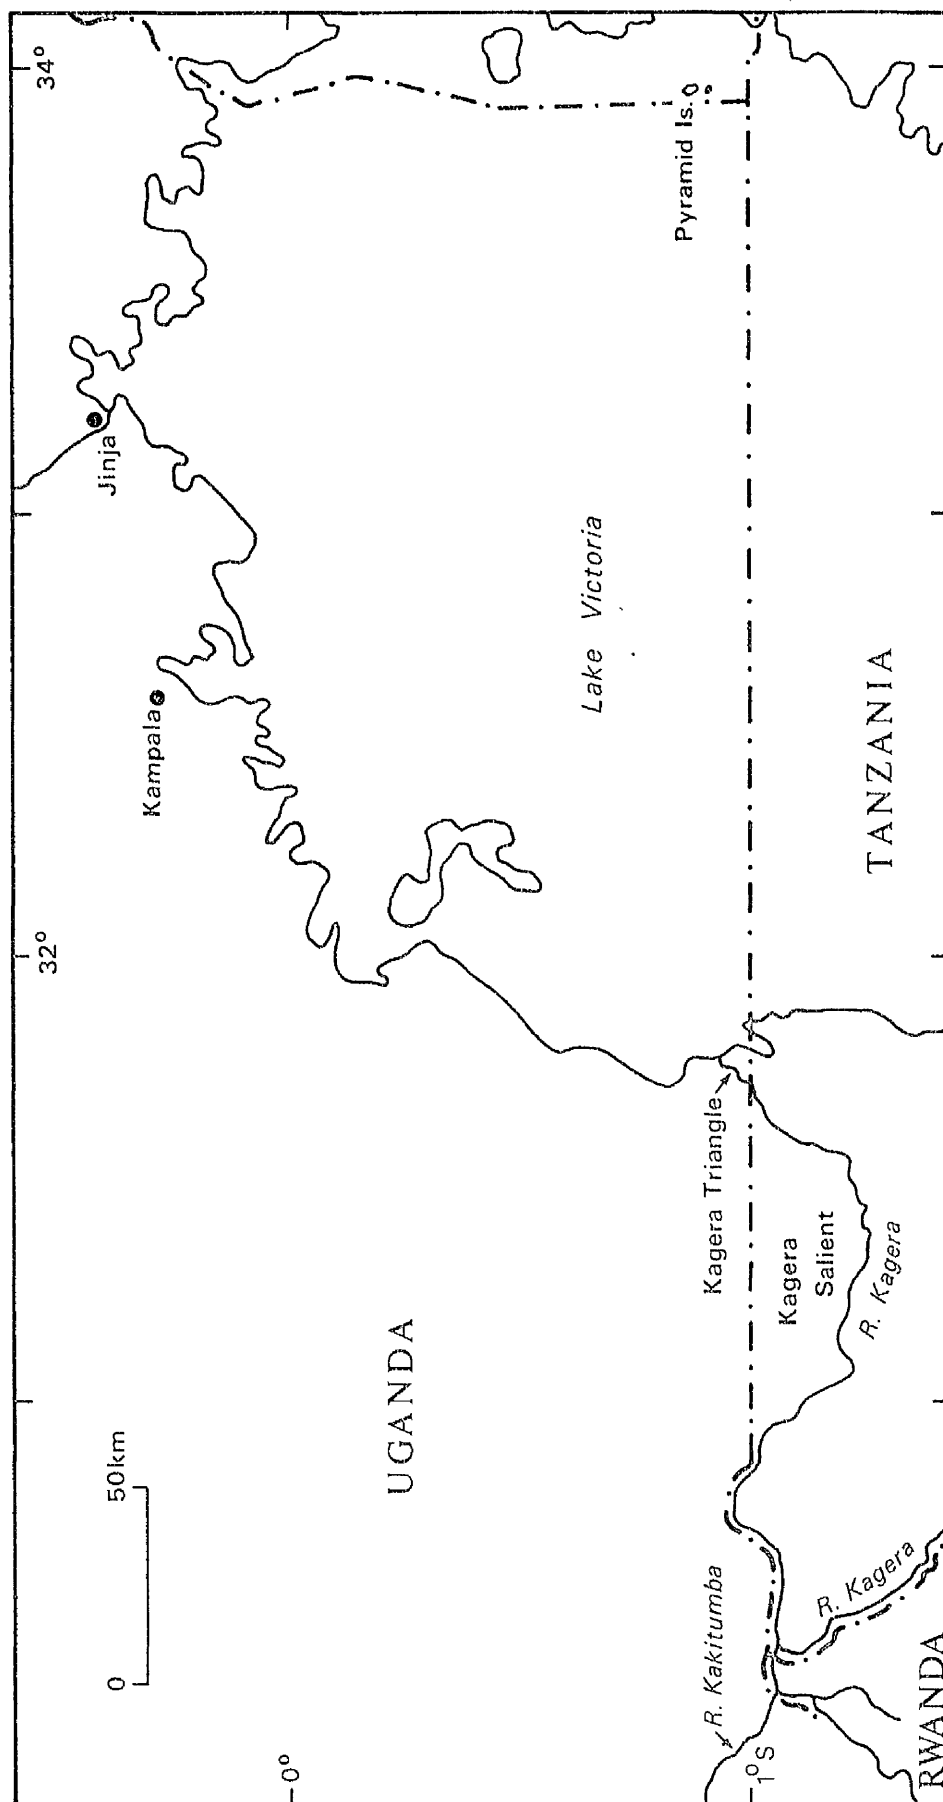 34°
32°
Jinja
Kampala
0
50km
UGANDA
Lake Victoria
Pyramid Is.
0°
Kagera Triangle
Kagera
Salient
R. Kagera
TANZANIA
R. Kakitumba
1°S
R. Kagera
RWANDA